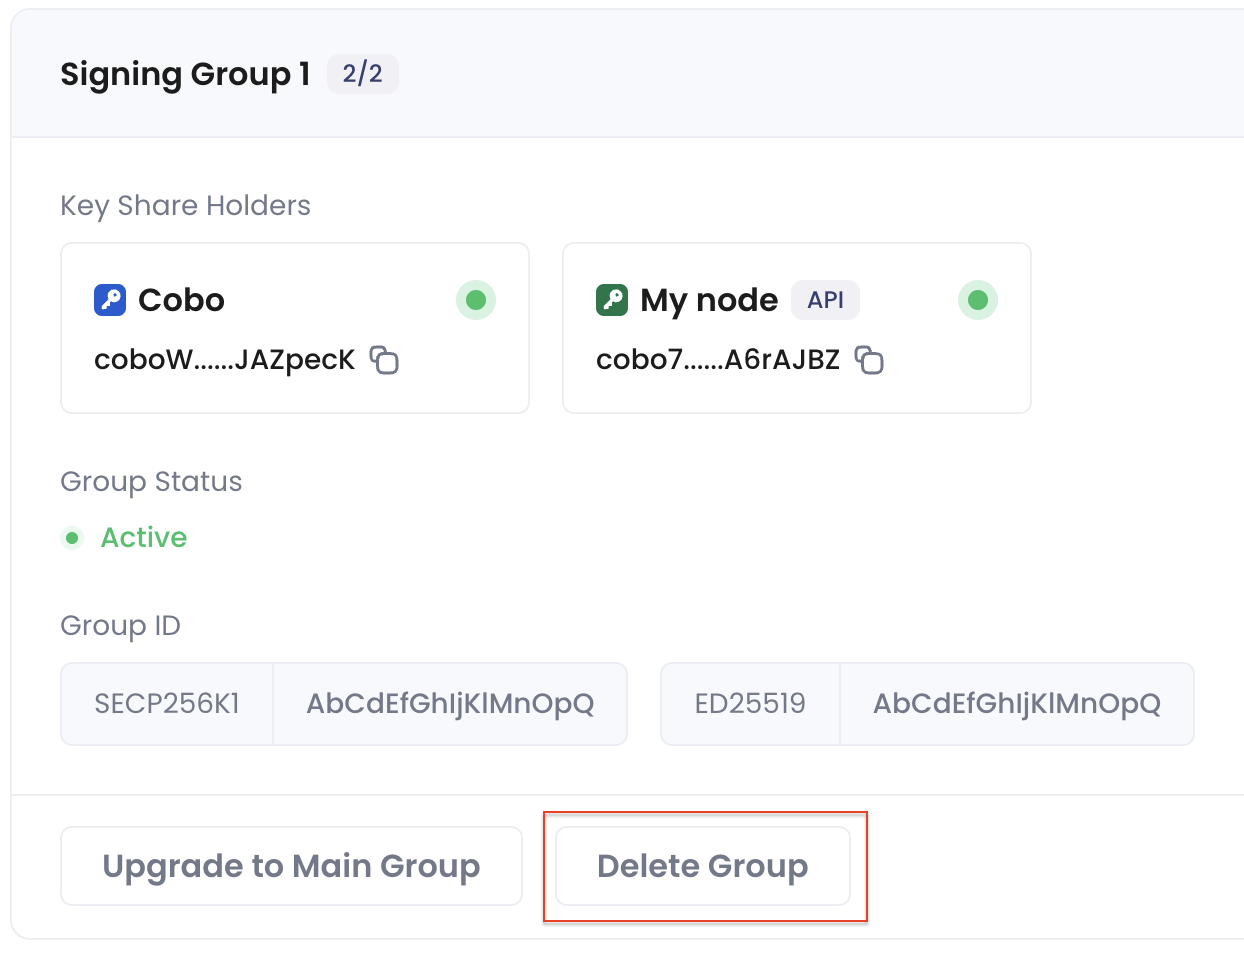 Signing Group 1 2/2
Key Share Holders
Cobo
coboW......JAZpecK
My node API
cobo7......A6rAJBZ
Group Status
Active
Group ID
SECP256K1 AbCdEfGhIjKlMnOpQ
ED25519 AbCdEfGhIjKlMnOpQ
Upgrade to Main Group
Delete Group